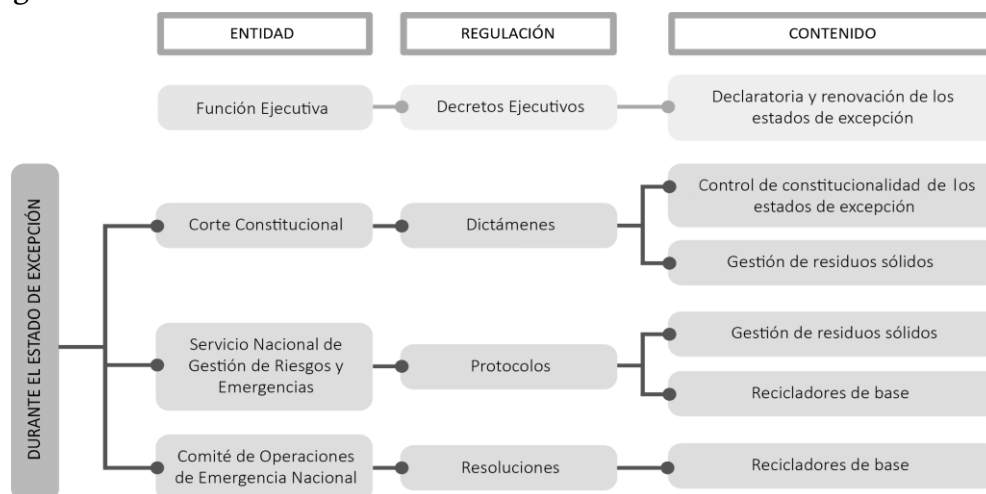 ENTIDAD
REGULACIÓN
CONTENIDO
Función Ejecutiva
Decretos Ejecutivos
Declaratoria y renovación de los
estados de excepción
DURANTE EL ESTADO DE EXCEPCIÓN
Corte Constitucional
Dictámenes
Control de constitucionalidad de los
estados de excepción
Gestión de residuos sólidos
Servicio Nacional de
Gestión de Riesgos y
Emergencias
Protocolos
Gestión de residuos sólidos
Recicladores de base
Comité de Operaciones
de Emergencia Nacional
Resoluciones
Recicladores de base